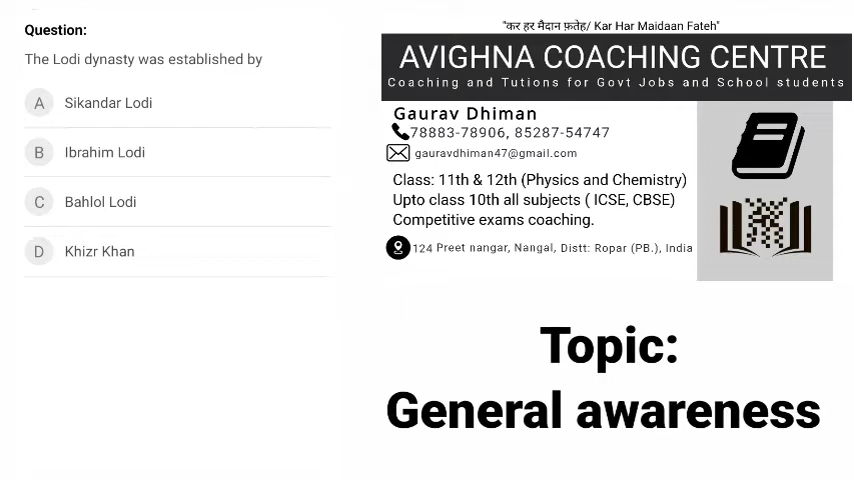 Question:
The Lodi dynasty was established by
A Sikandar Lodi
B Ibrahim Lodi
C Bahlol Lodi
D Khizr Khan
"कर हर मैदान फ़तेह/ Kar Har Maidaan Fateh"
AVIGHNA COACHING CENTRE
Coaching and Tutions for Govt Jobs and School students
Gaurav Dhiman
78883-78906, 85287-54747
gauravdhiman47@gmail.com
Class: 11th & 12th (Physics and Chemistry)
Upto class 10th all subjects ( ICSE, CBSE)
Competitive exams coaching.
124 Preet nangar, Nangal, Distt: Ropar (PB.), India
Topic:
General awareness